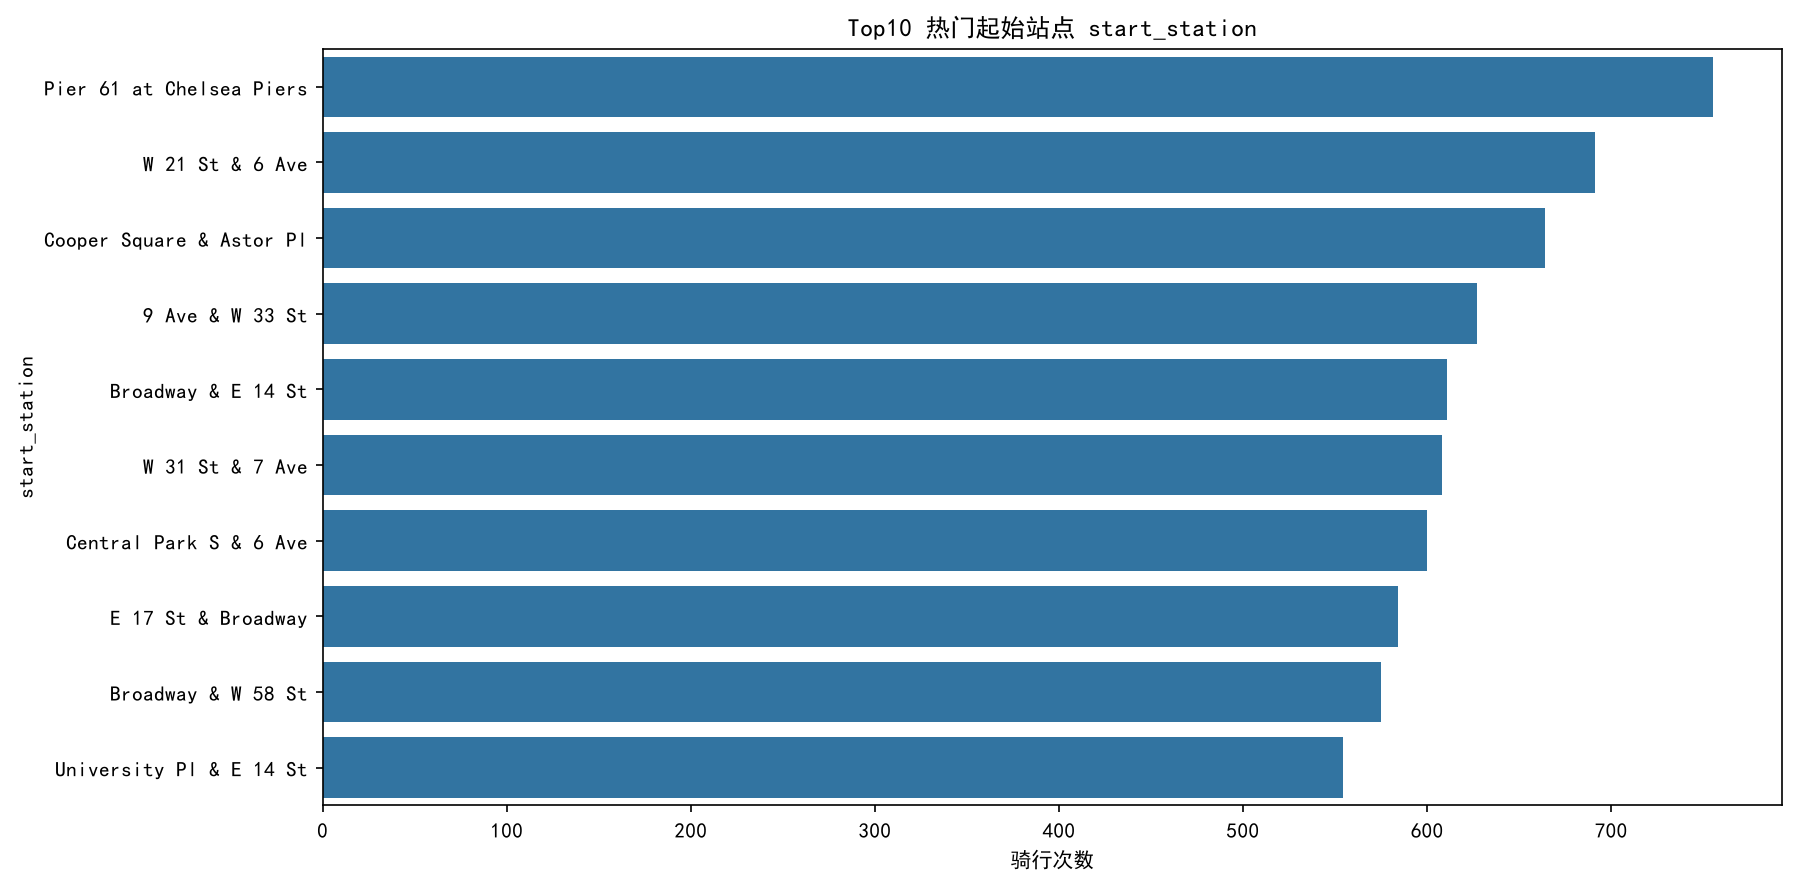 Top10 热门起始站点 start_station
Pier 61 at Chelsea Piers
W 21 St & 6 Ave
Cooper Square & Astor Pl
9 Ave & W 33 St
Broadway & E 14 St
W 31 St & 7 Ave
Central Park S & 6 Ave
E 17 St & Broadway
Broadway & W 58 St
University Pl & E 14 St
start_station
0 100 200 300 400 500 600 700
骑行次数